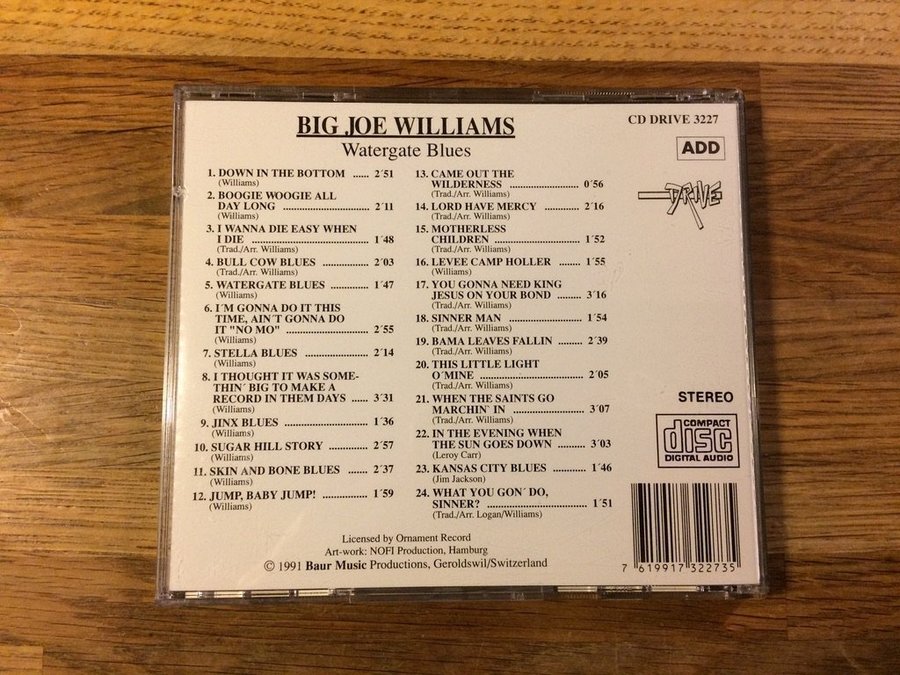 BIG JOE WILLIAMS
Watergate Blues
CD DRIVE 3227
ADD
DRIVE
1. DOWN IN THE BOTTOM ...... 2´51
(Williams)
2. BOOGIE WOOGIE ALL
DAY LONG .................... 2´11
(Williams)
3. I WANNA DIE EASY WHEN
I DIE ............................ 1´48
(Trad./Arr. Williams)
4. BULL COW BLUES ................ 2´03
(Trad./Arr. Williams)
5. WATERGATE BLUES ............. 1´47
(Williams)
6. I´M GONNA DO IT THIS
TIME, AIN´T GONNA DO
IT "NO MO" ...................... 2´55
(Williams)
7. STELLA BLUES ...................... 2´14
(Williams)
8. I THOUGHT IT WAS SOME-
THIN´ BIG TO MAKE A
RECORD IN THEM DAYS ....... 3´31
(Williams)
9. JINX BLUES ........................ 1´36
(Williams)
10. SUGAR HILL STORY .............. 2´57
(Williams)
11. SKIN AND BONE BLUES ......... 2´37
(Williams)
12. JUMP, BABY JUMP! ............... 1´59
(Williams)
13. CAME OUT THE
WILDERNESS ....................... 0´56
(Trad./Arr. Williams)
14. LORD HAVE MERCY ............. 2´16
(Trad./Arr. Williams)
15. MOTHERLESS
CHILDREN ............................ 1´52
(Trad./Arr. Williams)
16. LEVEE CAMP HOLLER ....... 1´55
(Williams)
17. YOU GONNA NEED KING
JESUS ON YOUR BOND ........ 3´16
(Trad./Arr. Williams)
18. SINNER MAN ...................... 1´54
(Trad./Arr. Williams)
19. BAMA LEAVES FALLIN ........ 2´39
(Trad./Arr. Williams)
20. THIS LITTLE LIGHT
O´MINE ................................. 2´05
(Trad./Arr. Williams)
21. WHEN THE SAINTS GO
MARCHIN` IN ...................... 3´07
(Trad./Arr. Williams)
22. IN THE EVENING WHEN
THE SUN GOES DOWN .......... 3´03
(Leroy Carr)
23. KANSAS CITY BLUES .......... 1´46
(Jim Jackson)
24. WHAT YOU GON´ DO,
SINNER? ............................... 1´51
(Trad./Arr. Logan/Williams)
STEREO
COMPACT
disc
DIGITAL AUDIO
Licensed by Ornament Record
Art-work: NOFI Production, Hamburg
© 1991 Baur Music Productions, Geroldswil/Switzerland
7 619917 322735